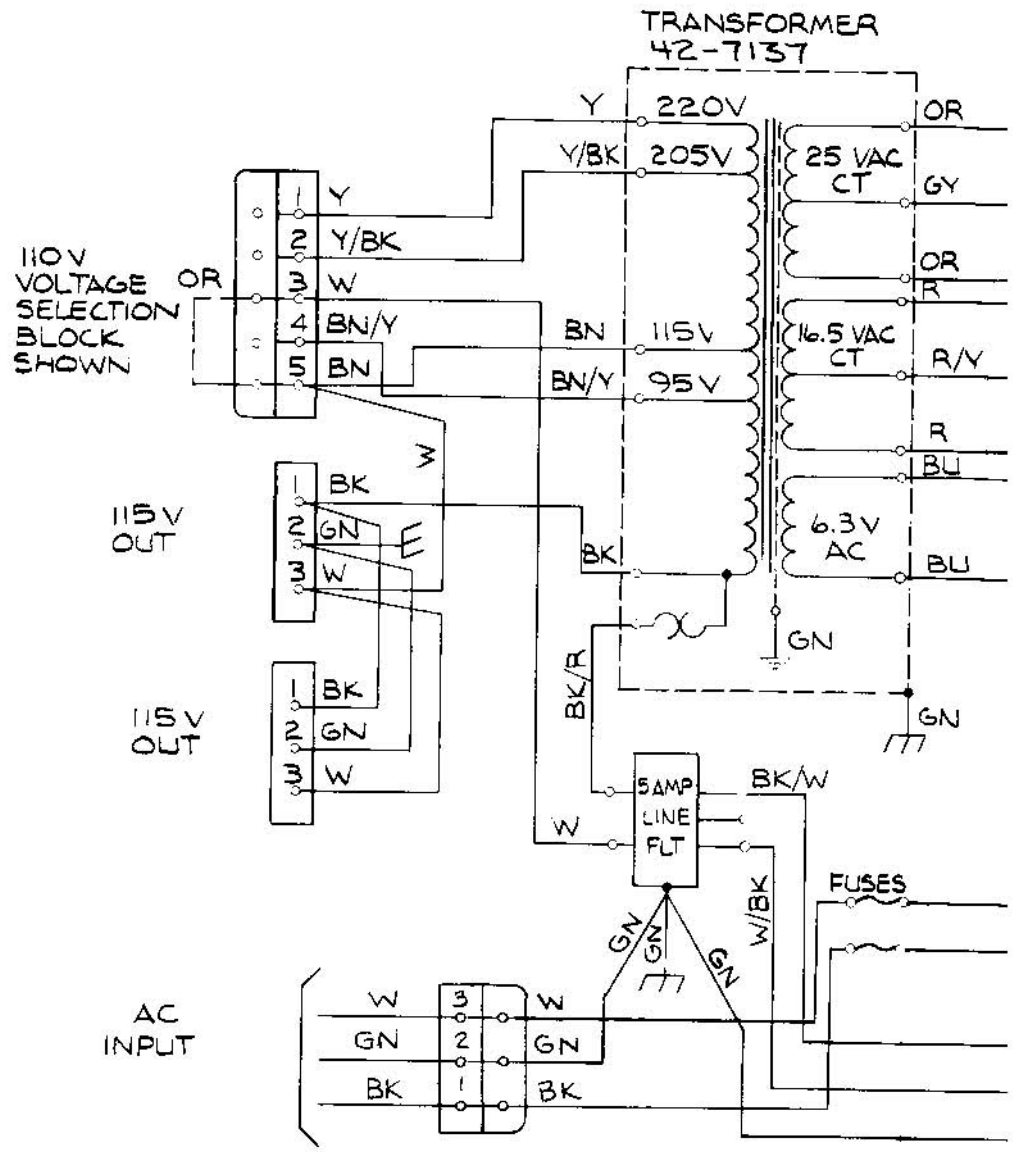 TRANSFORMER
42-7137
Y
220V
OR
Y/BK
205V
25 VAC
CT
GY
1
Y
2
Y/BK
110V
VOLTAGE
SELECTION
BLOCK
SHOWN
OR
3
W
OR
R
4
BN/Y
BN
115V
16.5 VAC
CT
R/Y
5
BN
BN/Y
95V
W
R
BU
115V
OUT
1
BK
2
GN
3
W
6.3V
AC
BK
BU
GN
BK/R
115V
OUT
1
BK
2
GN
3
W
GN
5 AMP
LINE
FLT
BK/W
W
W/BK
FUSES
GN
GN
GN
AC
INPUT
W
3
W
GN
2
GN
BK
1
BK